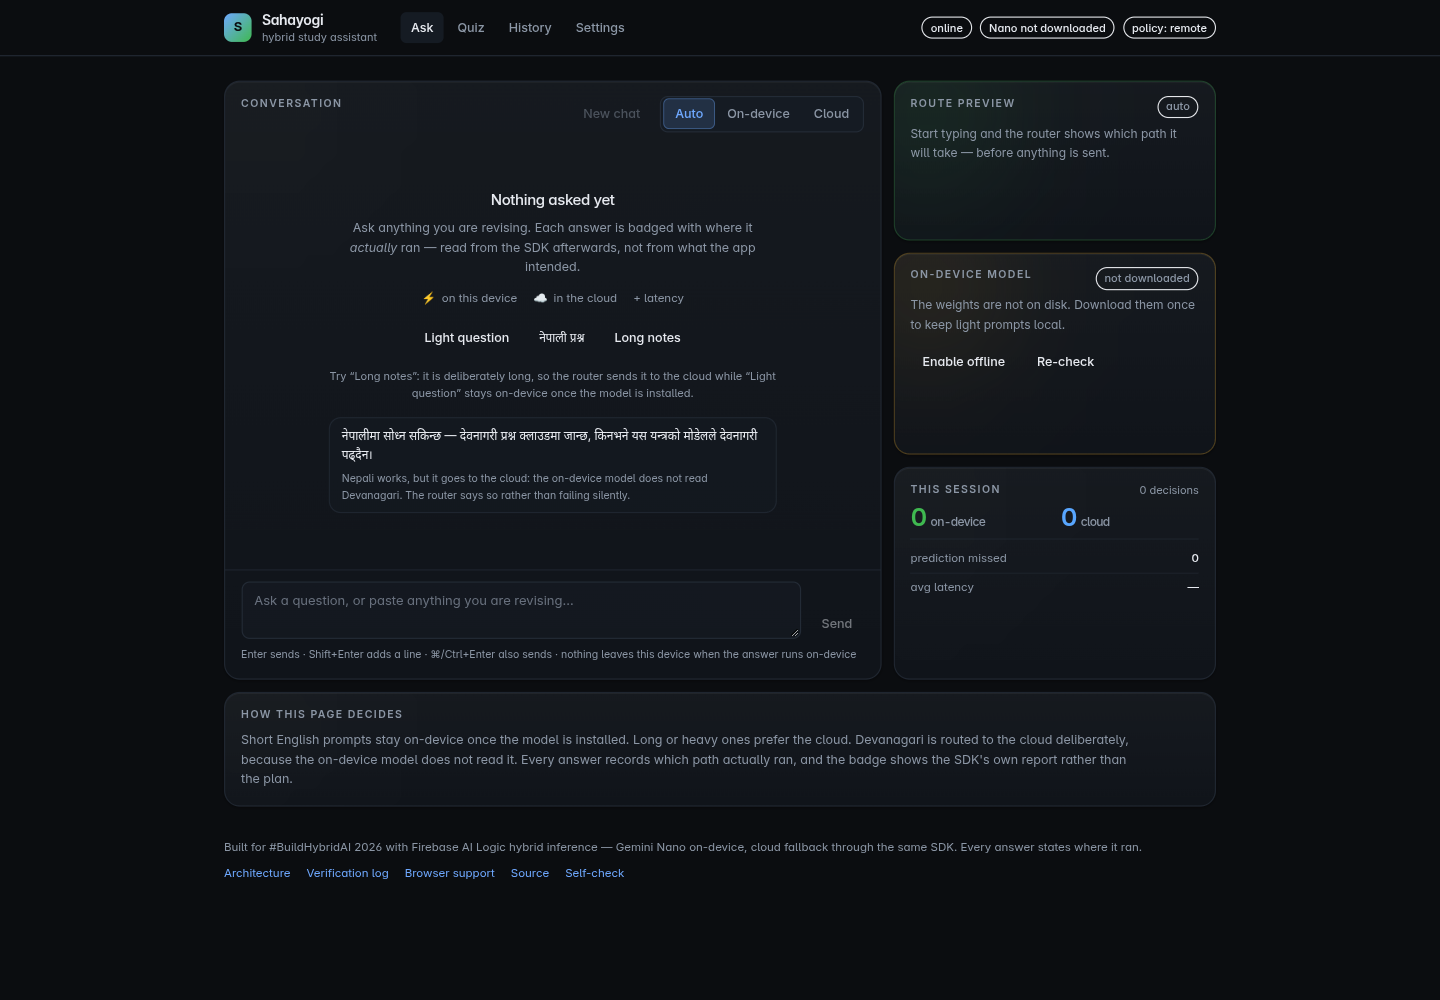 S
Sahayogi
hybrid study assistant
Ask
Quiz
History
Settings
online
Nano not downloaded
policy: remote
CONVERSATION
New chat
Auto
On-device
Cloud
Nothing asked yet
Ask anything you are revising. Each answer is badged with where it
actually ran — read from the SDK afterwards, not from what the app
intended.
⚡ on this device
☁️ in the cloud
+ latency
Light question
नेपाली प्रश्न
Long notes
Try “Long notes”: it is deliberately long, so the router sends it to the cloud while “Light
question” stays on-device once the model is installed.
नेपालीमा सोध्न सकिन्छ — देवनागरी प्रश्न क्लाउडमा जान्छ, किनभने यस यन्त्रको मोडेलले देवनागरी
पढ्दैन।
Nepali works, but it goes to the cloud: the on-device model does not read
Devanagari. The router says so rather than failing silently.
Ask a question, or paste anything you are revising...
Send
Enter sends · Shift+Enter adds a line · ⌘/Ctrl+Enter also sends · nothing leaves this device when the answer runs on-device
ROUTE PREVIEW
auto
Start typing and the router shows which path it
will take — before anything is sent.
ON-DEVICE MODEL
not downloaded
The weights are not on disk. Download them once
to keep light prompts local.
Enable offline
Re-check
THIS SESSION
0 decisions
0 on-device
0 cloud
prediction missed
0
avg latency
—
HOW THIS PAGE DECIDES
Short English prompts stay on-device once the model is installed. Long or heavy ones prefer the cloud. Devanagari is routed to the cloud deliberately,
because the on-device model does not read it. Every answer records which path actually ran, and the badge shows the SDK's own report rather than
the plan.
Built for #BuildHybridAI 2026 with Firebase AI Logic hybrid inference — Gemini Nano on-device, cloud fallback through the same SDK. Every answer states where it ran.
Architecture
Verification log
Browser support
Source
Self-check